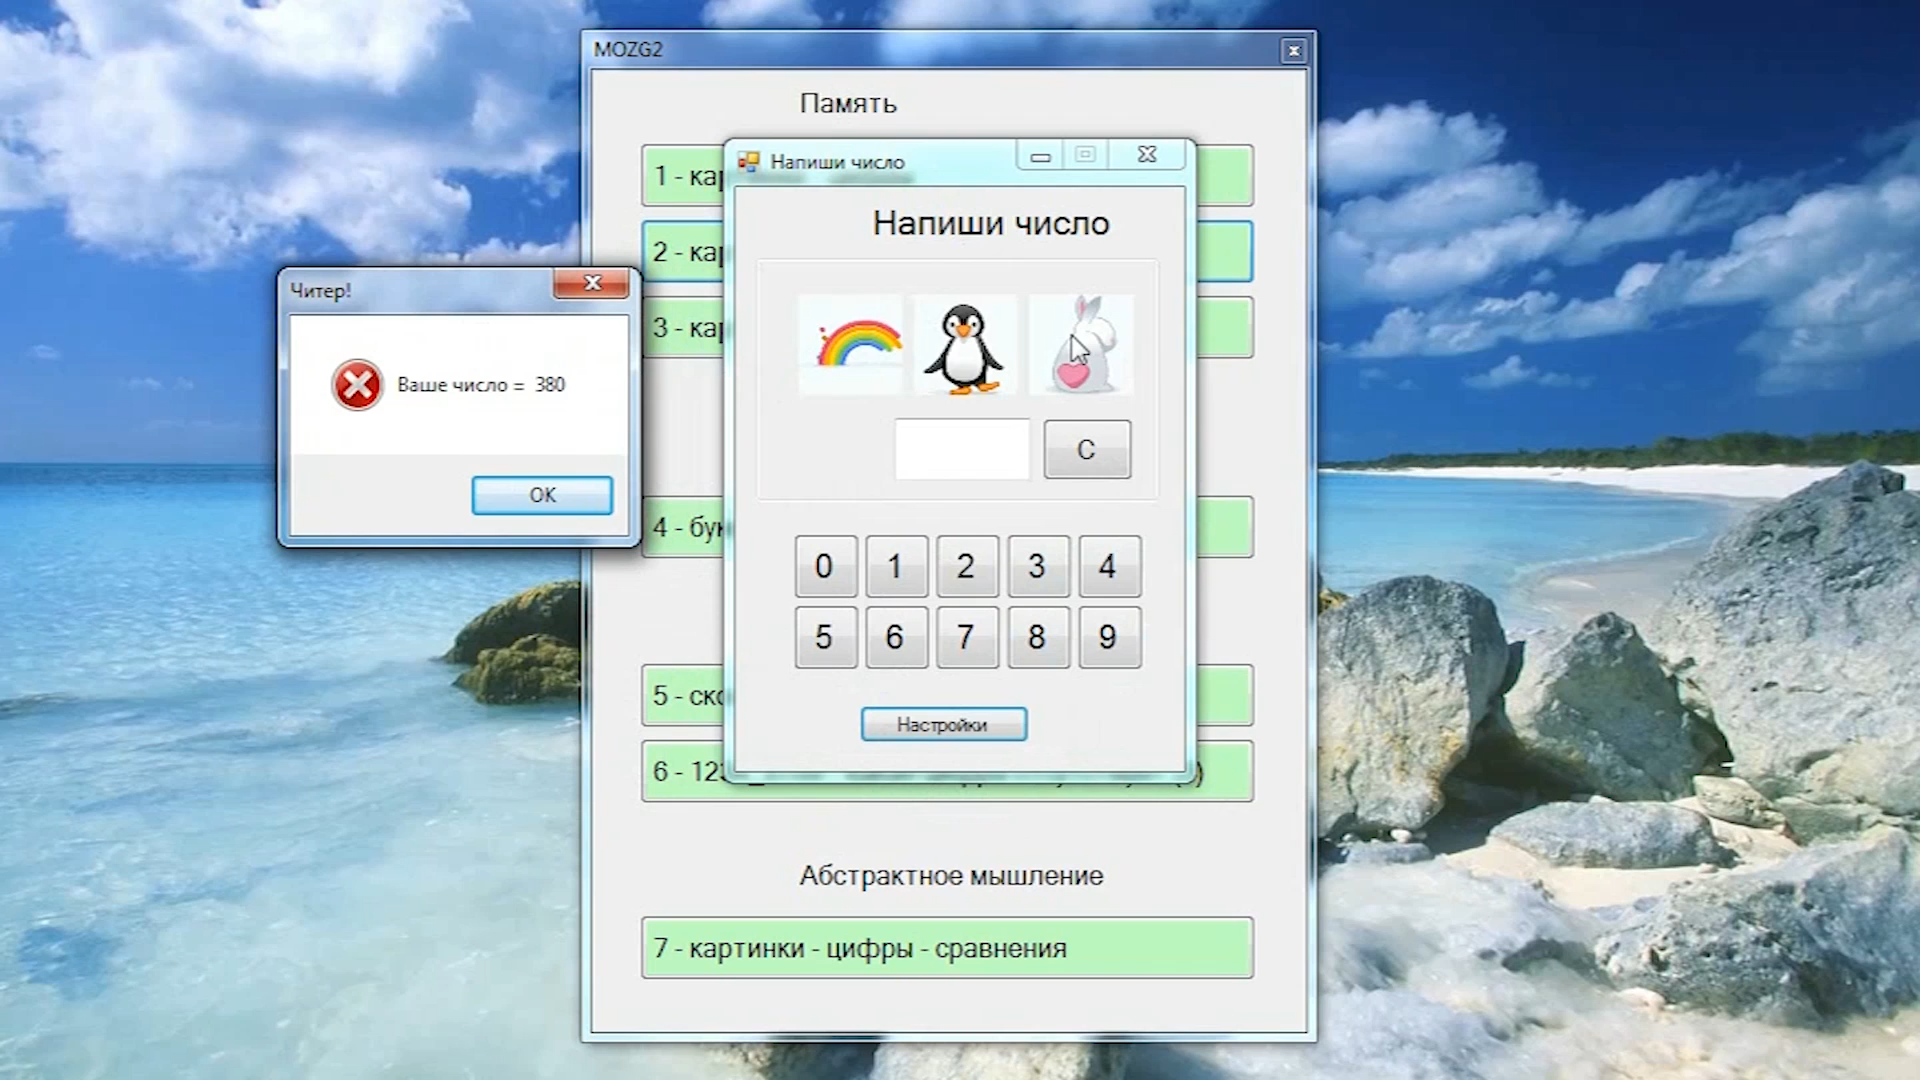 MOZG2
Память
1 - кар
Напиши число
Напиши число
2 - кар
Читер!
3 - кар
Ваше число = 380
C
OK
4 - бук
0 1 2 3 4
5 6 7 8 9
5 - ско
Настройки
6 - 123
Абстрактное мышление
7 - картинки - цифры - сравнения